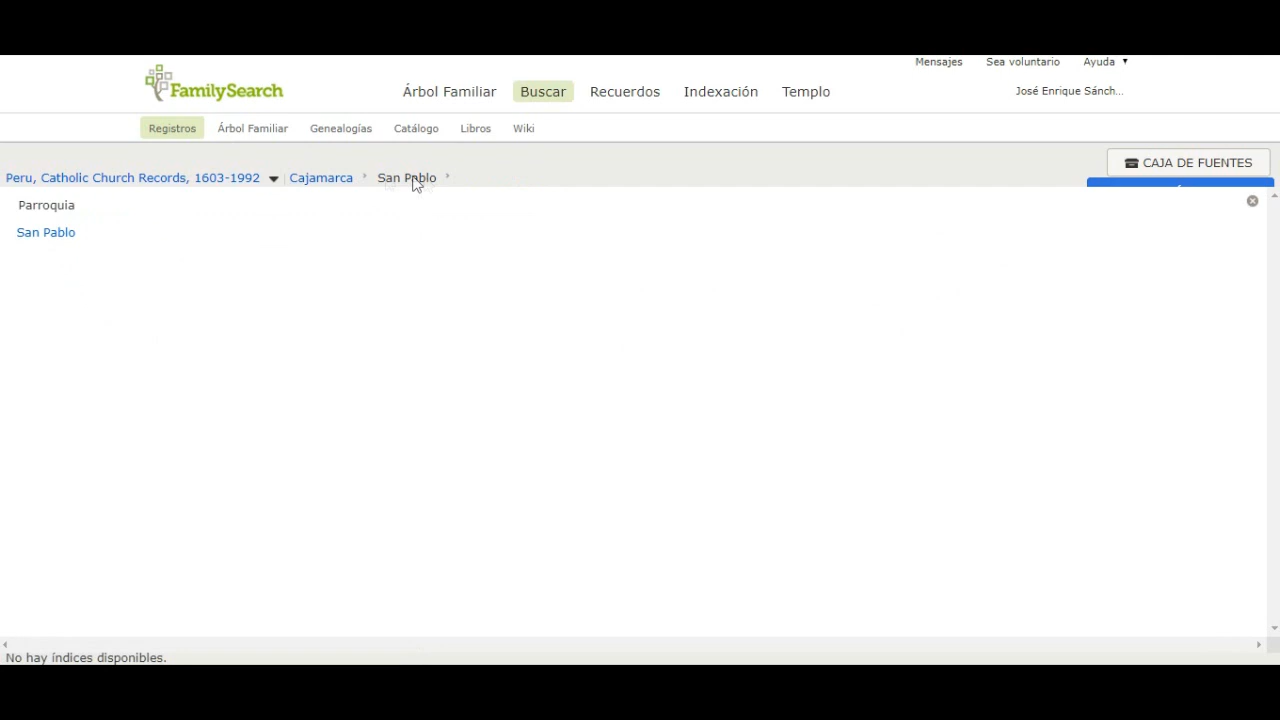 Mensajes Sea voluntario Ayuda ▼
FamilySearch Árbol Familiar Buscar Recuerdos Indexación Templo José Enrique Sánch...
Registros Árbol Familiar Genealogías Catálogo Libros Wiki
CAJA DE FUENTES
Peru, Catholic Church Records, 1603-1992 Cajamarca San Pablo
Parroquia
San Pablo
No hay índices disponibles.